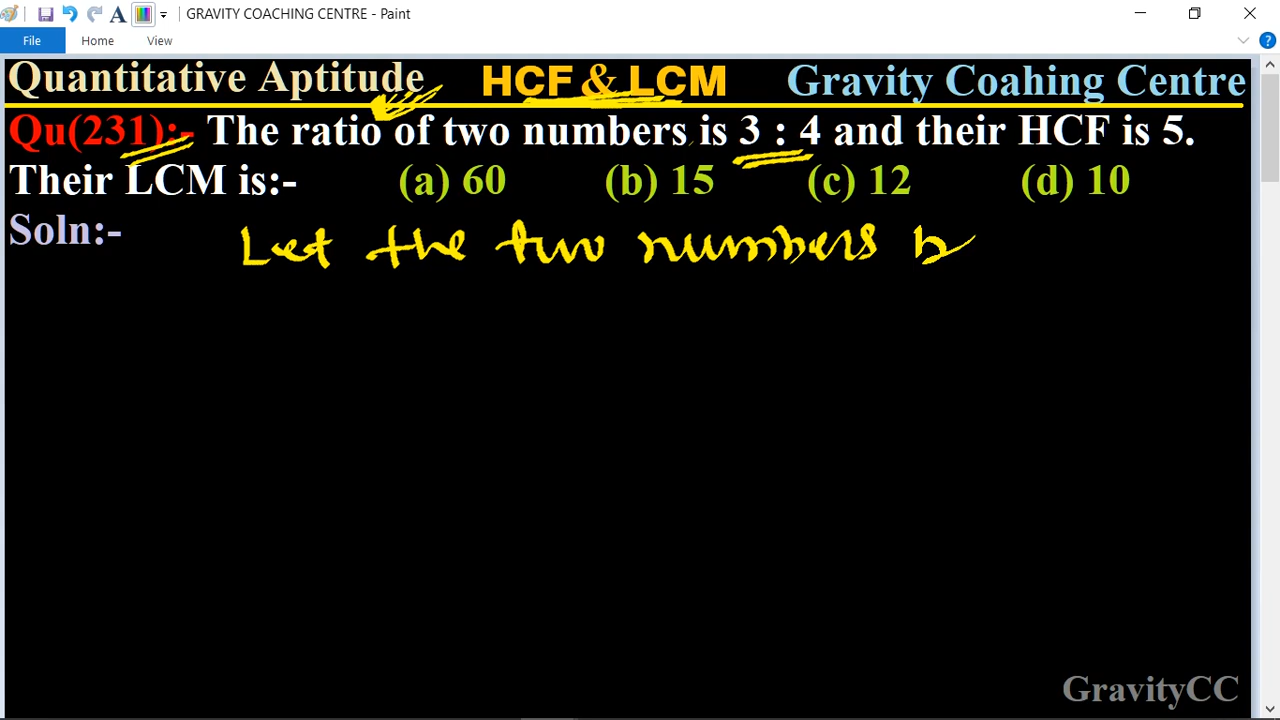 GRAVITY COACHING CENTRE - Paint
File Home View
Quantitative Aptitude HCF & LCM Gravity Coahing Centre
Qu(231):- The ratio of two numbers is 3 : 4 and their HCF is 5.
Their LCM is:- (a) 60 (b) 15 (c) 12 (d) 10
Soln:- Let the two numbers b
GravityCC